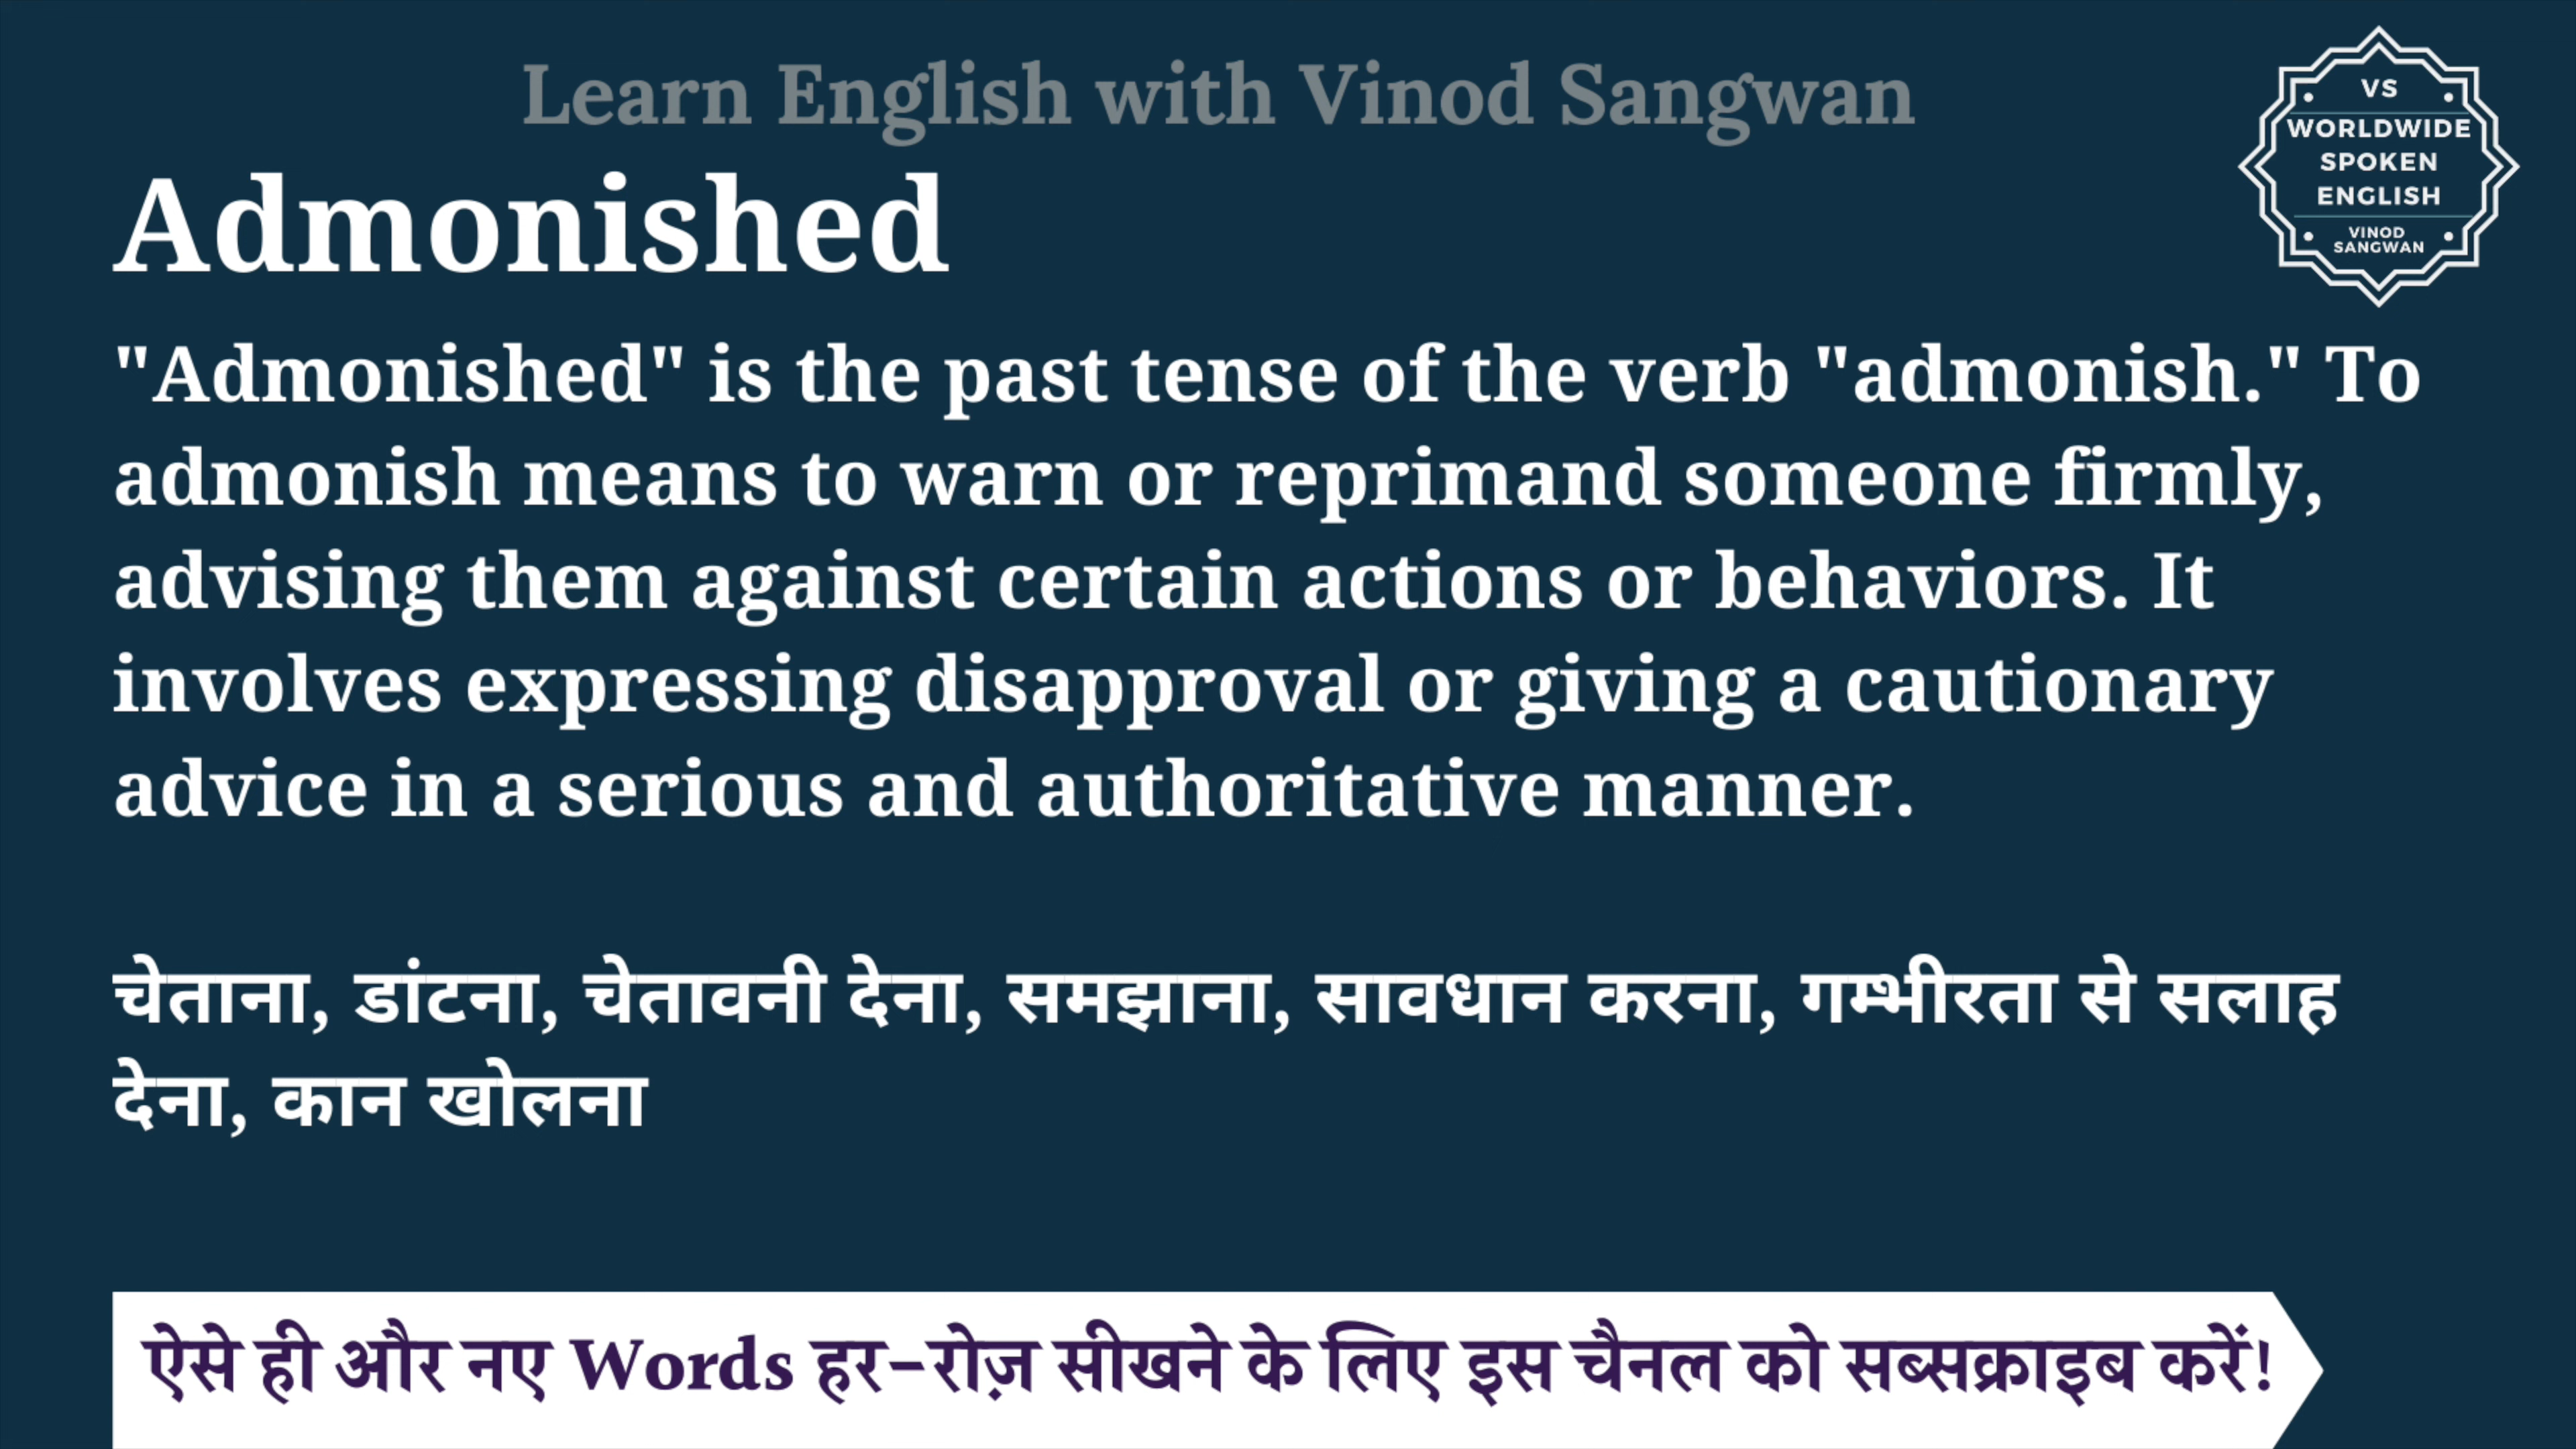 Learn English with Vinod Sangwan
VS
WORLDWIDE
SPOKEN
ENGLISH
VINOD
SANGWAN
Admonished
"Admonished" is the past tense of the verb "admonish." To
admonish means to warn or reprimand someone firmly,
advising them against certain actions or behaviors. It
involves expressing disapproval or giving a cautionary
advice in a serious and authoritative manner.
चेताना, डांटना, चेतावनी देना, समझाना, सावधान करना, गम्भीरता से सलाह
देना, कान खोलना
ऐसे ही और नए Words हर-रोज़ सीखने के लिए इस चैनल को सब्सक्राइब करें!